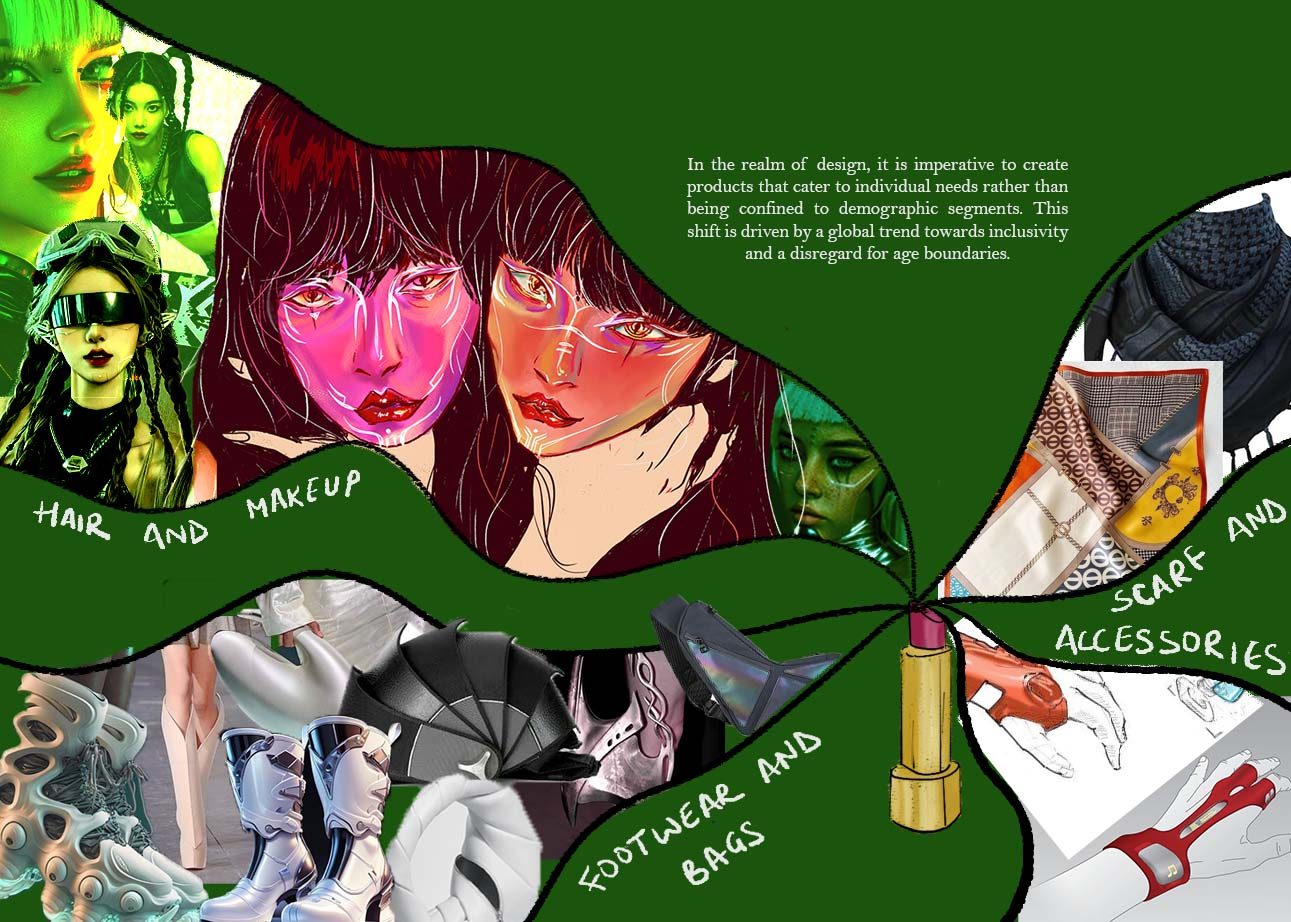 In the realm of design, it is imperative to create
products that cater to individual needs rather than
being confined to demographic segments. This
shift is driven by a global trend towards inclusivity
and a disregard for age boundaries.
HAIR AND MAKEUP
SCARF AND
ACCESSORIES
FOOTWEAR AND
BAGS